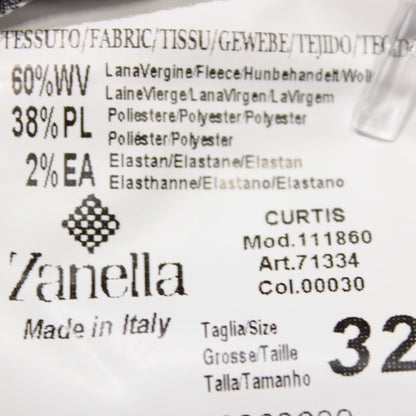 TESSUTO/FABRIC/TISSU/GEWEBE/TEJIDO/TECIDO
60%WV LanaVergine/Fleece/Hunbehandelt/Wolle
LaineVierge/LanaVirgen/LaVirgem
38%PL Poliestere/Polyester/Polyester
Poliéster/Polyester
2%EA Elastan/Elastane/Elastan
Elasthanne/Elastano/Elastano
Zanella
Made in Italy
CURTIS
Mod.111860
Art.71334
Col.00030
Taglia/Size
Grosse/Taille
Talla/Tamanho
32